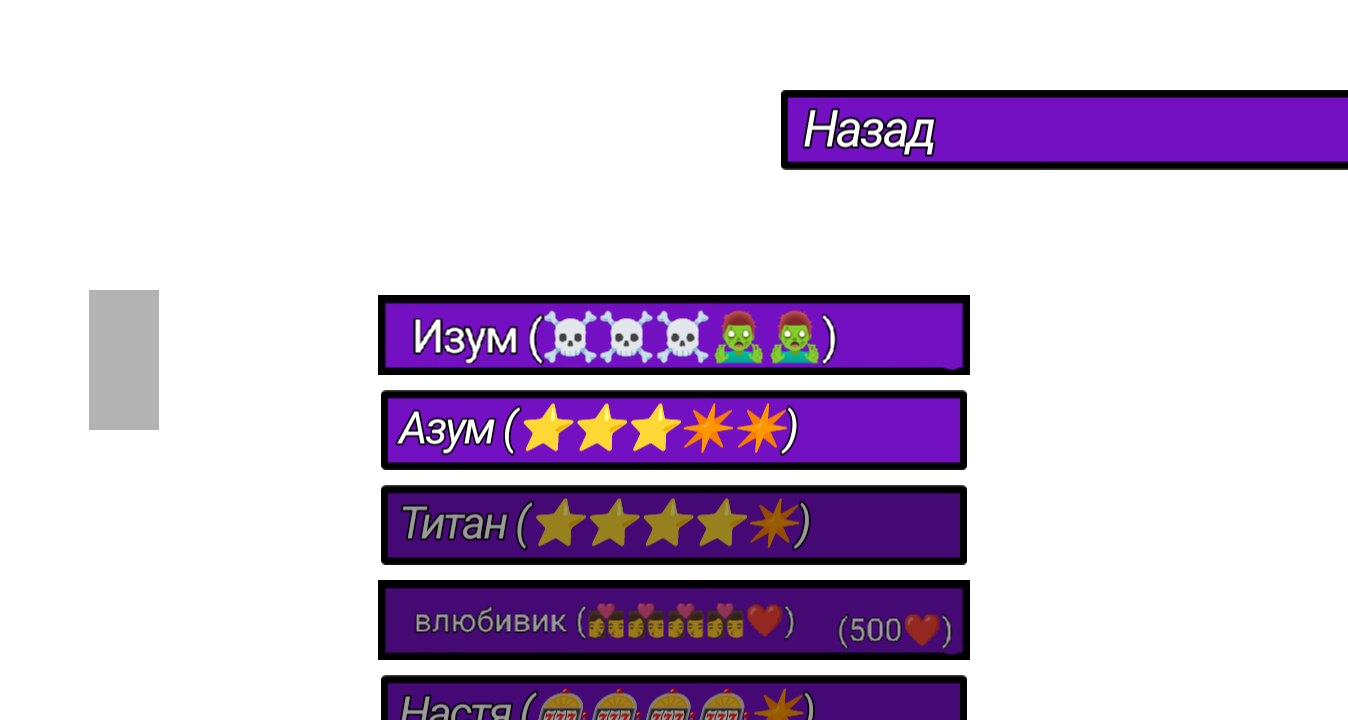 Назад
Изум (☠️☠️☠️🧟‍♂️🧟‍♂️)
Азум (⭐⭐⭐✴️✴️)
Титан (⭐⭐⭐⭐✴️)
влюбивик (💏💏💏💏❤️) (500❤️)
Настя (🎰🎰🎰🎰✴️)